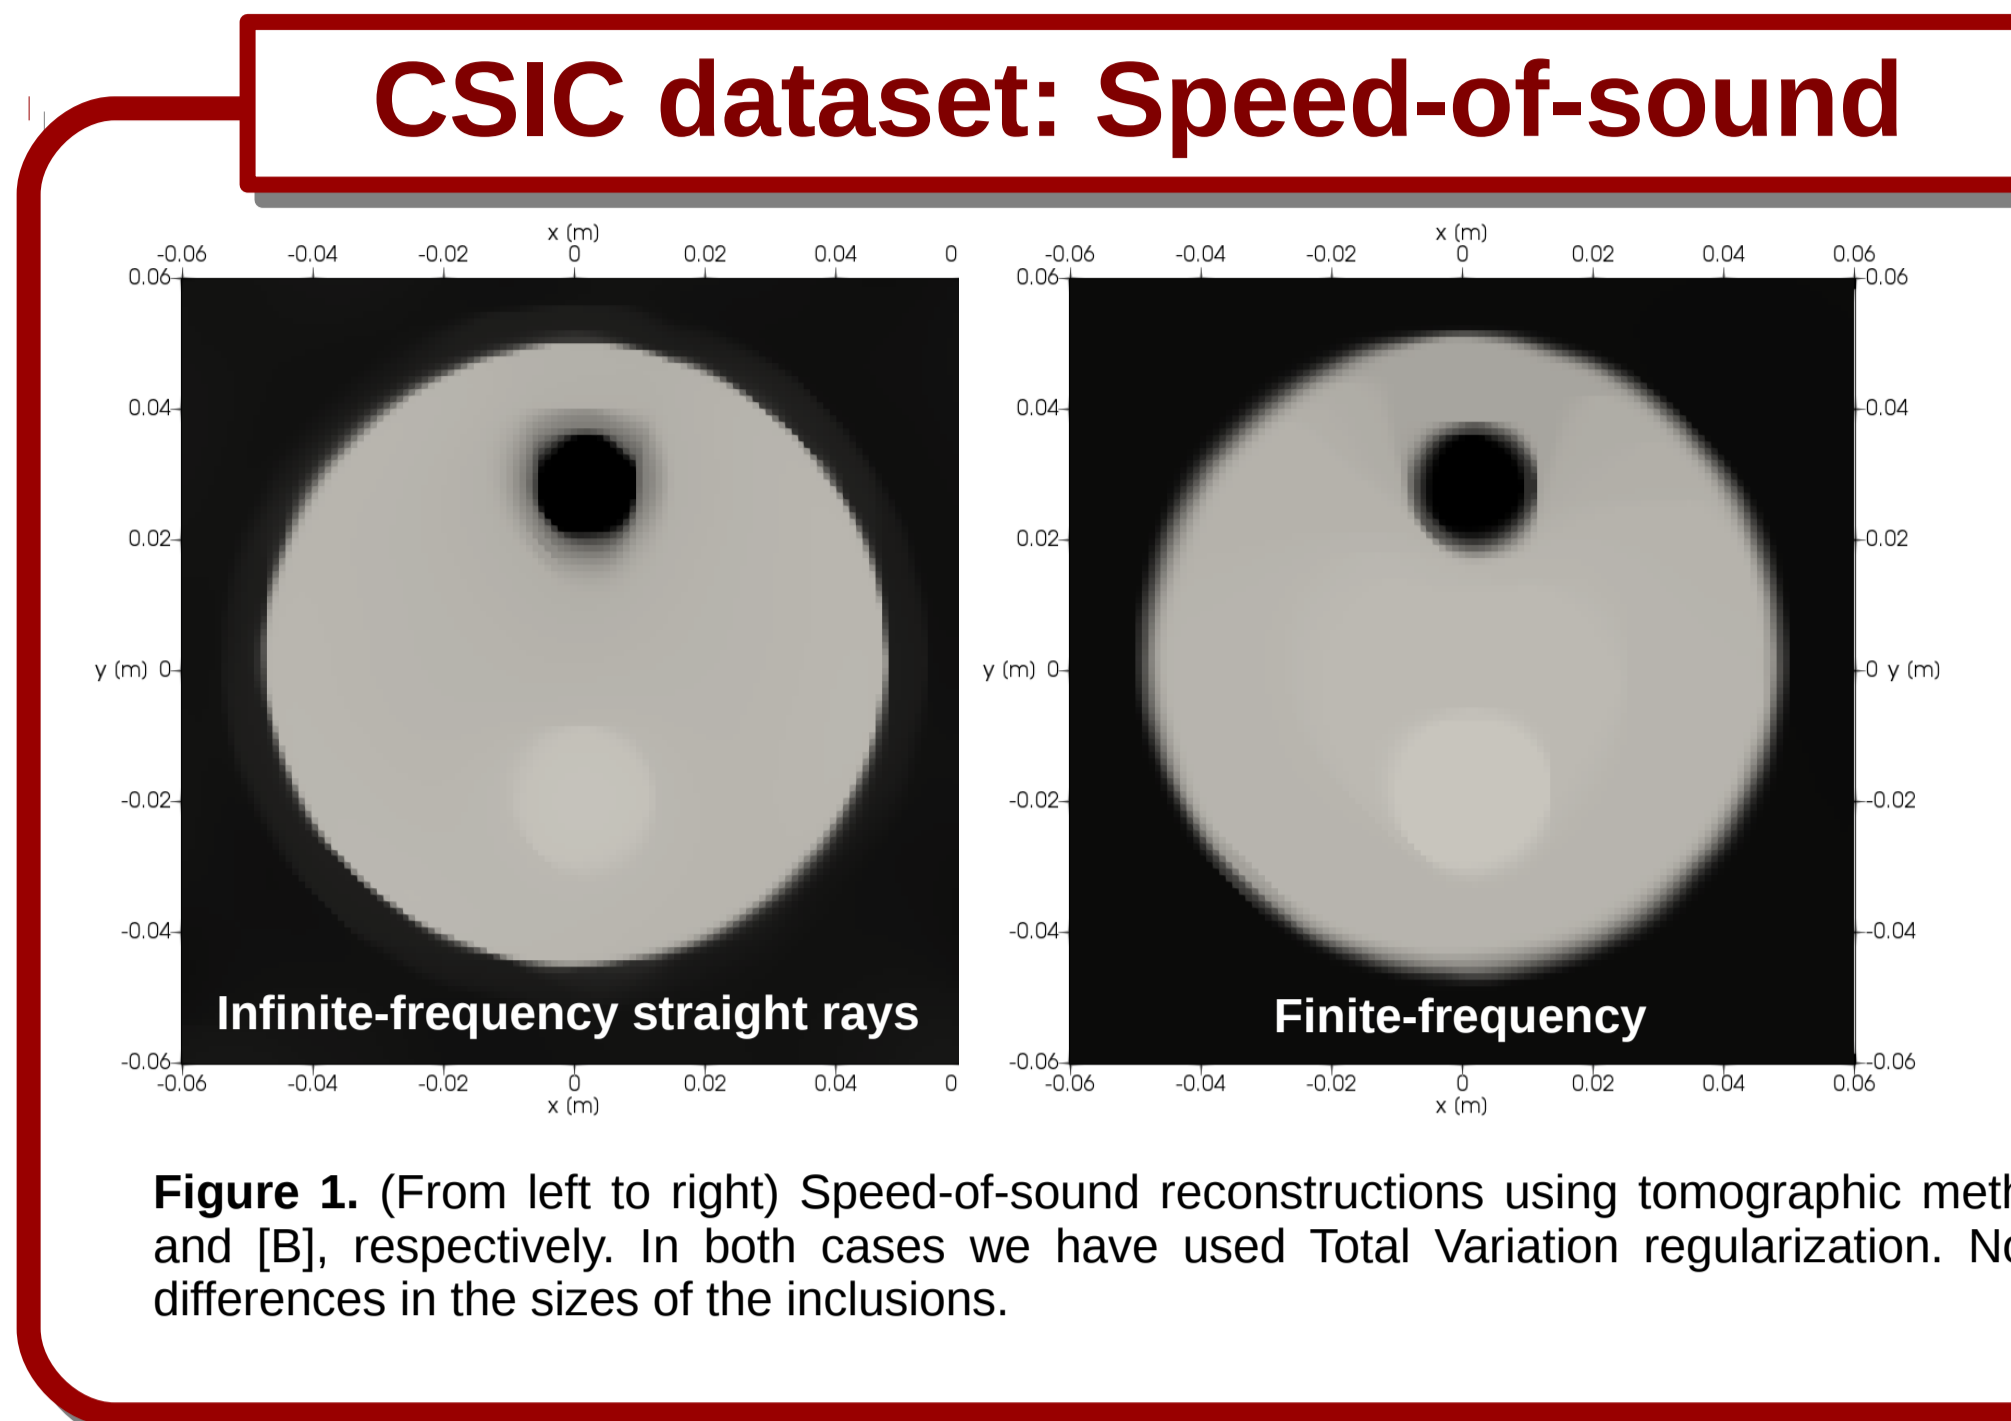 CSIC dataset: Speed-of-sound
x (m)
-0.06 -0.04 -0.02 0 0.02 0.04 0
0.06
0.04
0.02
y (m) 0
-0.02
-0.04
-0.06
Infinite-frequency straight rays
-0.06 -0.04 -0.02 0 0.02 0.04 0
x (m)
x (m)
-0.06 -0.04 -0.02 0 0.02 0.04 0.06
0.06 0.06
0.04 0.04
0.02 0.02
y (m) 0 0 y (m)
-0.02 -0.02
-0.04 -0.04
-0.06 -0.06
Finite-frequency
-0.06 -0.04 -0.02 0 0.02 0.04 0.06
x (m)
Figure 1. (From left to right) Speed-of-sound reconstructions using tomographic
and [B], respectively. In both cases we have used Total Variation regularization.
differences in the sizes of the inclusions.